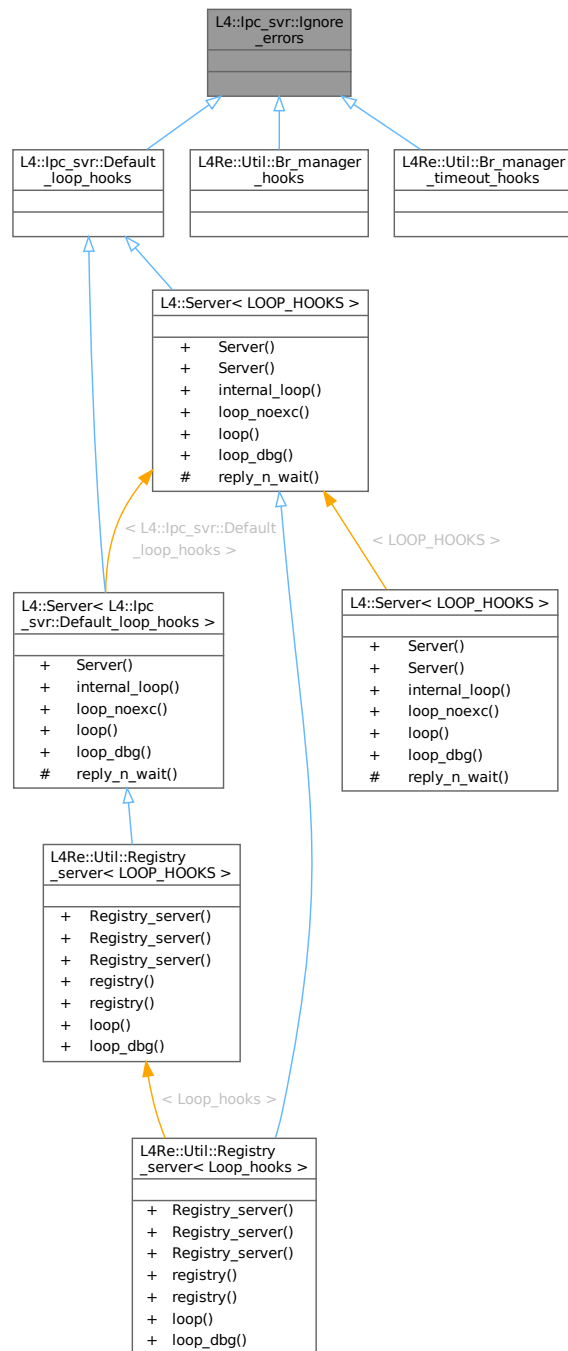 L4::Ipc_svr::Ignore
_errors
L4::Ipc_svr::Default
_loop_hooks
L4Re::Util::Br_manager
_hooks
L4Re::Util::Br_manager
_timeout_hooks
L4::Server< LOOP_HOOKS >
+ Server()
+ Server()
+ internal_loop()
+ loop_noexc()
+ loop()
+ loop_dbg()
# reply_n_wait()
< L4::Ipc_svr::Default
_loop_hooks >
< LOOP_HOOKS >
L4::Server< L4::Ipc
_svr::Default_loop_hooks >
+ Server()
+ internal_loop()
+ loop_noexc()
+ loop()
+ loop_dbg()
# reply_n_wait()
L4::Server< LOOP_HOOKS >
+ Server()
+ Server()
+ internal_loop()
+ loop_noexc()
+ loop()
+ loop_dbg()
# reply_n_wait()
L4Re::Util::Registry
_server< LOOP_HOOKS >
+ Registry_server()
+ Registry_server()
+ Registry_server()
+ registry()
+ registry()
+ loop()
+ loop_dbg()
< Loop_hooks >
L4Re::Util::Registry
_server< Loop_hooks >
+ Registry_server()
+ Registry_server()
+ Registry_server()
+ registry()
+ registry()
+ loop()
+ loop_dbg()